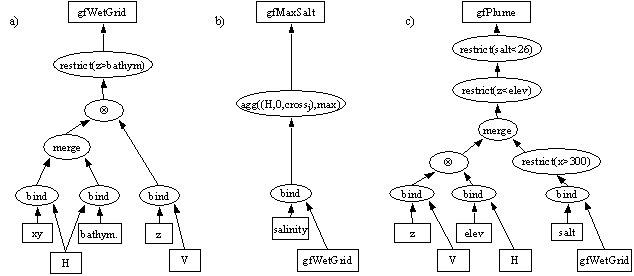 a)
gfWetGrid
restrict(z>bathym)
⊗
merge
bind
bind
bind
xy
bathym.
z
H
V
b)
gfMaxSalt
agg((H,0,crossj),max)
bind
salinity
gfWetGrid
c)
gfPlume
restrict(salt<26)
restrict(z<elev)
merge
⊗
restrict(x>300)
bind
bind
bind
z
elev
salt
V
H
gfWetGrid